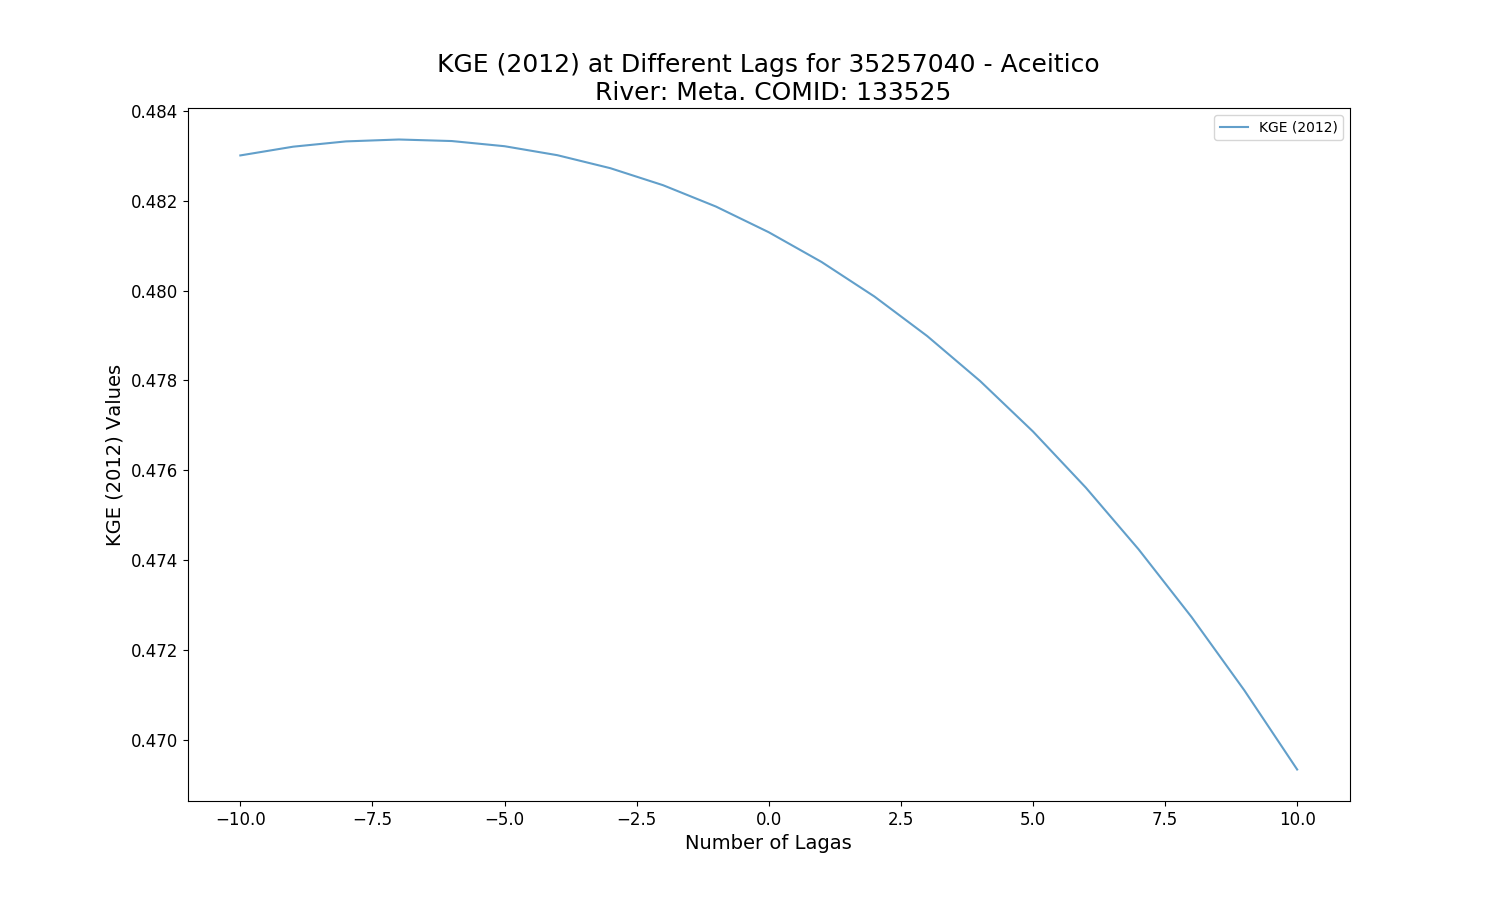 KGE (2012) at Different Lags for 35257040 - Aceitico
River: Meta. COMID: 133525
KGE (2012)
0.484
0.482
0.480
0.478
0.476
0.474
0.472
0.470
KGE (2012) Values
−10.0 −7.5 −5.0 −2.5 0.0 2.5 5.0 7.5 10.0
Number of Lagas